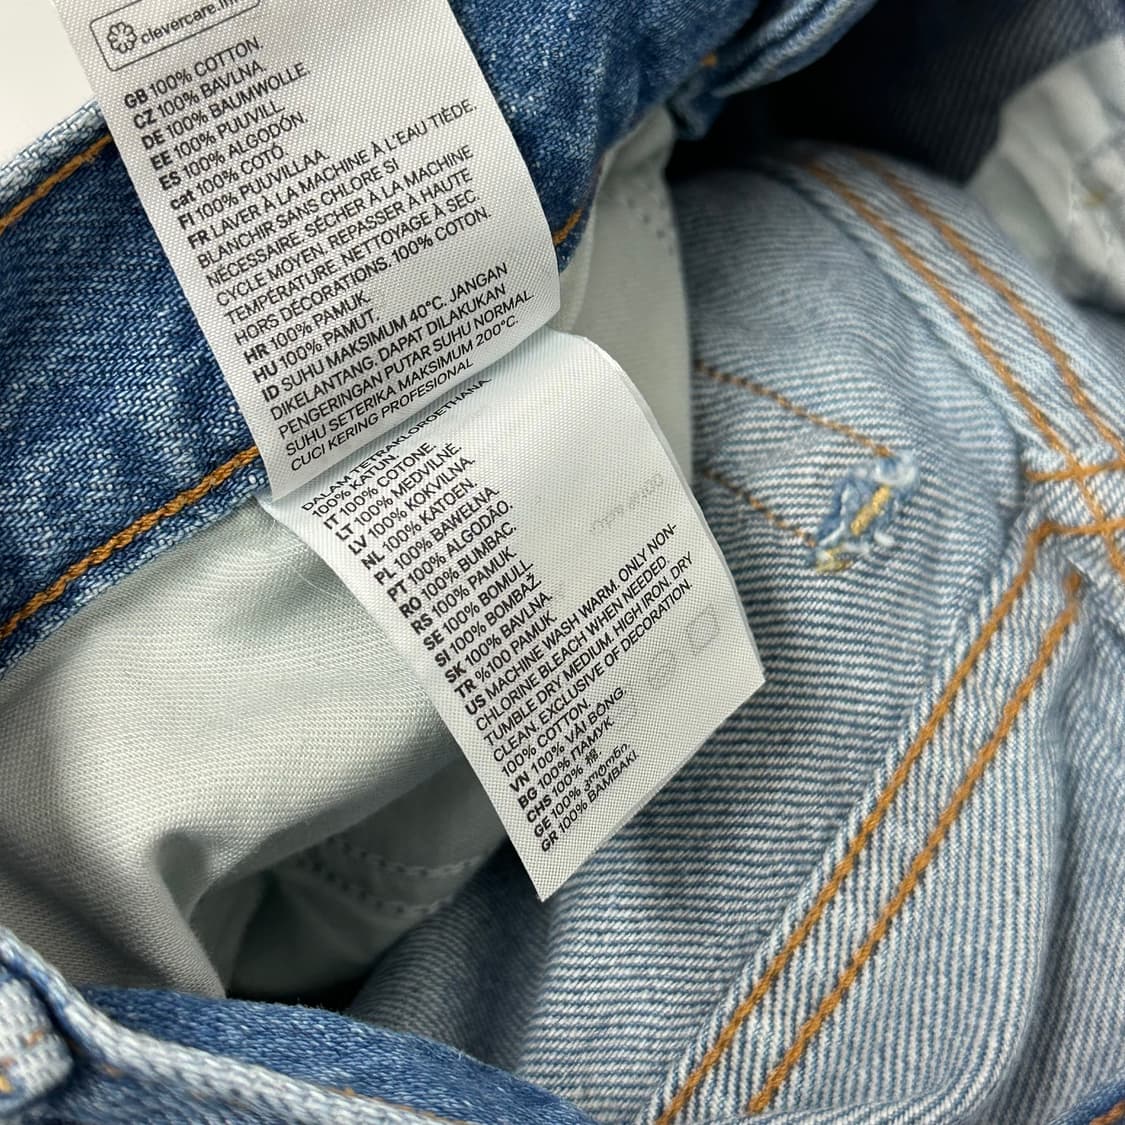 clevercare.in
GB 100% COTTON.
CZ 100% BAVLNA.
DE 100% BAUMWOLLE.
EE 100% PUUVILL.
ES 100% ALGODÓN.
cat 100% COTÓ
FI 100% PUUVILLAA.
FR LAVER À LA MACHINE À L'EAU TIÈDE.
BLANCHIR SANS CHLORE SI
NÉCESSAIRE. SÉCHER À LA MACHINE
CYCLE MOYEN. REPASSER À HAUTE
TEMPÉRATURE. NETTOYAGE À SEC.
HORS DÉCORATIONS. 100% COTON.
HR 100% PAMUK.
HU 100% PAMUT.
ID SUHU MAKSIMUM 40°C. JANGAN
DIKELANTANG. DAPAT DILAKUKAN
PENGERINGAN PUTAR SUHU NORMAL.
SUHU SETERIKA MAKSIMUM 200°C.
CUCI KERING PROFESIONAL
DALAM TETRAKLOROETHANA.
100% KATUN.
IT 100% COTONE.
LT 100% MEDVILNĖ.
LV 100% KOKVILNA.
NL 100% KATOEN.
PL 100% BAWEŁNA.
PT 100% ALGODÃO.
RO 100% BUMBAC.
RS 100% PAMUK.
SE 100% BOMULL
SI 100% BOMBAŽ
SK 100% BAVLNA.
TR %100 PAMUK.
US MACHINE WASH WARM. ONLY NON-
CHLORINE BLEACH WHEN NEEDED.
TUMBLE DRY MEDIUM. HIGH IRON. DRY
CLEAN. EXCLUSIVE OF DECORATION.
100% COTTON.
VN 100% VẢI BÔNG.
BG 100% ПАМУК.
CHS 100% 棉.
GE 100% ბამბა.
GR 100% ΒΑΜΒΑΚΙ